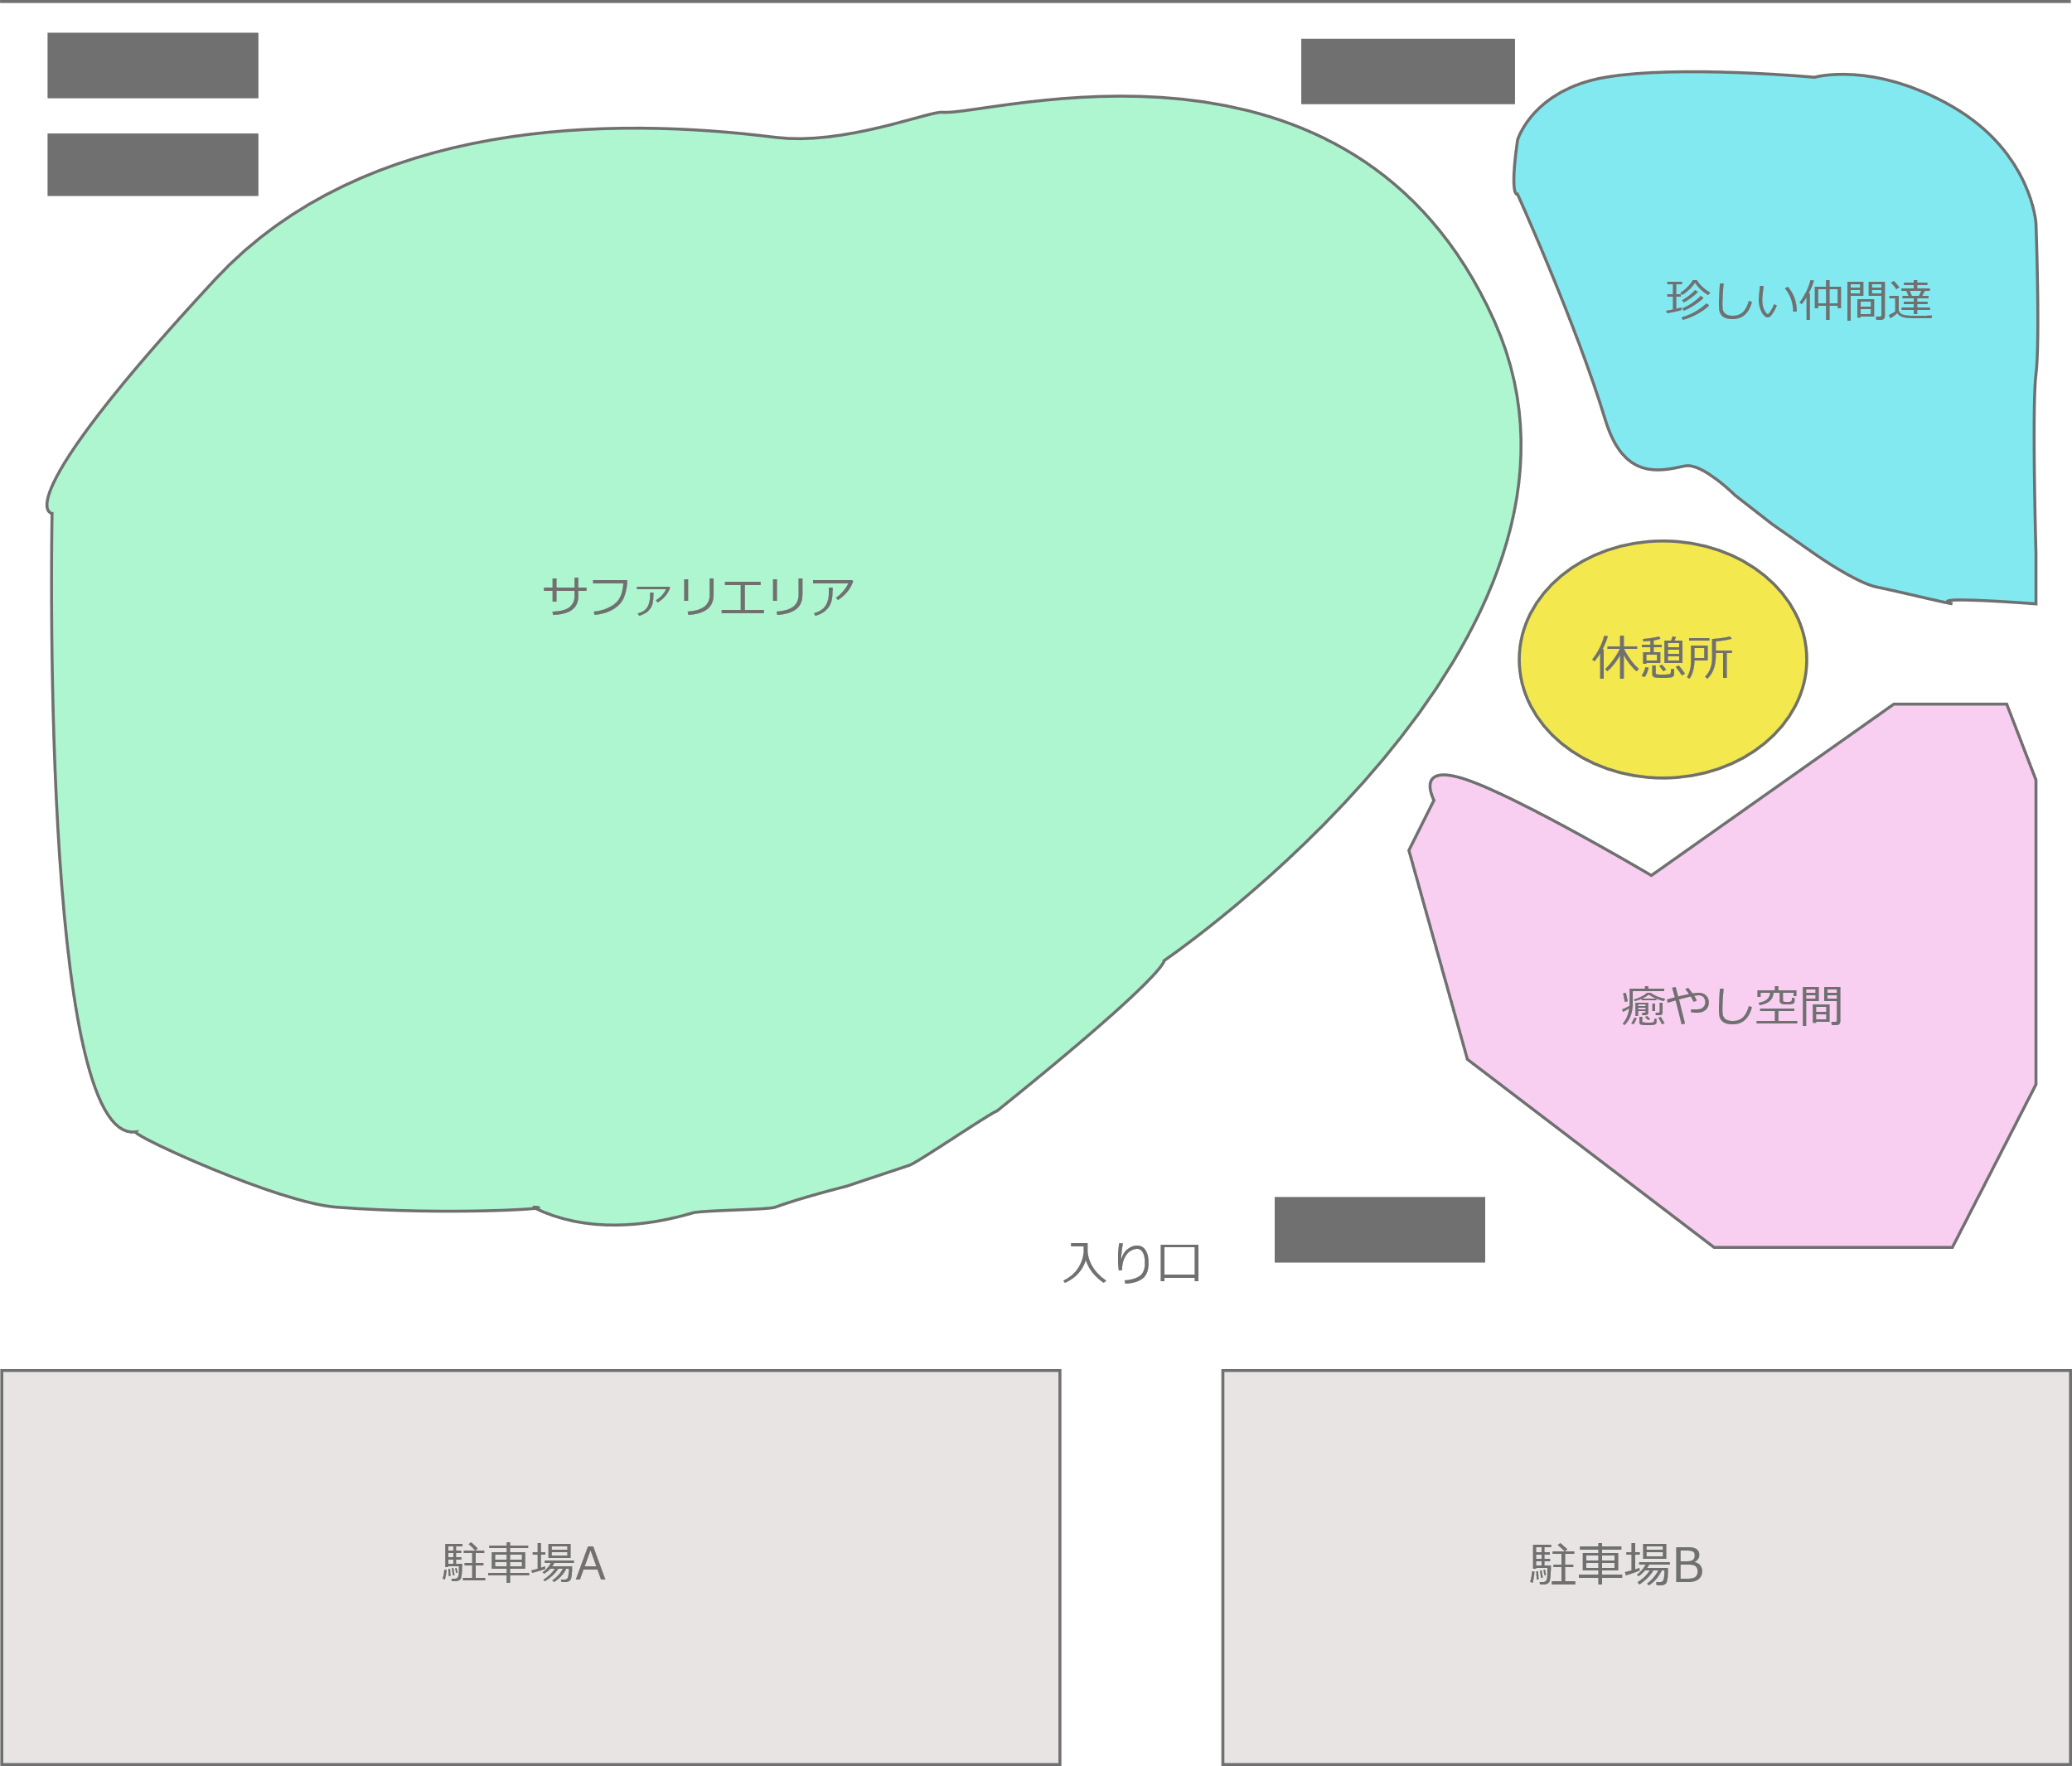 珍しい仲間達
サファリエリア
休憩所
癒やし空間
入り口
駐車場A
駐車場B